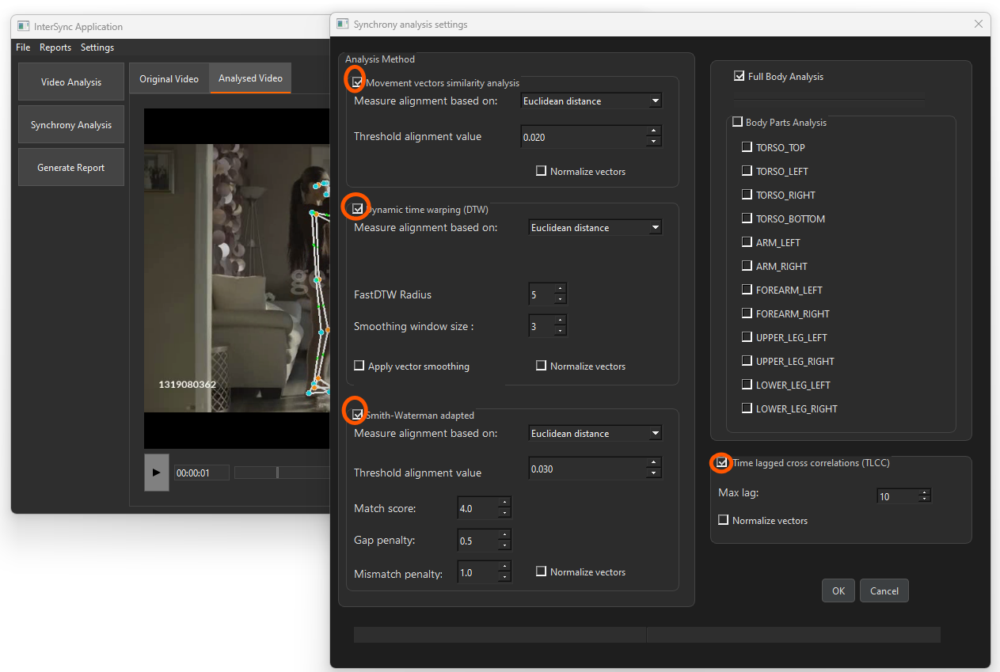 InterSync Application
File Reports Settings
Video Analysis
Synchrony Analysis
Generate Report
Original Video Analysed Video
1319080362
00:00:01
Synchrony analysis settings
Analysis Method
Movement vectors similarity analysis
Measure alignment based on: Euclidean distance
Threshold alignment value 0.020
Normalize vectors
Dynamic time warping (DTW)
Measure alignment based on: Euclidean distance
FastDTW Radius 5
Smoothing window size : 3
Apply vector smoothing Normalize vectors
Smith-Waterman adapted
Measure alignment based on: Euclidean distance
Threshold alignment value 0.030
Match score: 4.0
Gap penalty: 0.5
Mismatch penalty: 1.0 Normalize vectors
Full Body Analysis
Body Parts Analysis
TORSO_TOP
TORSO_LEFT
TORSO_RIGHT
TORSO_BOTTOM
ARM_LEFT
ARM_RIGHT
FOREARM_LEFT
FOREARM_RIGHT
UPPER_LEG_LEFT
UPPER_LEG_RIGHT
LOWER_LEG_LEFT
LOWER_LEG_RIGHT
Time lagged cross correlations (TLCC)
Max lag: 10
Normalize vectors
OK Cancel